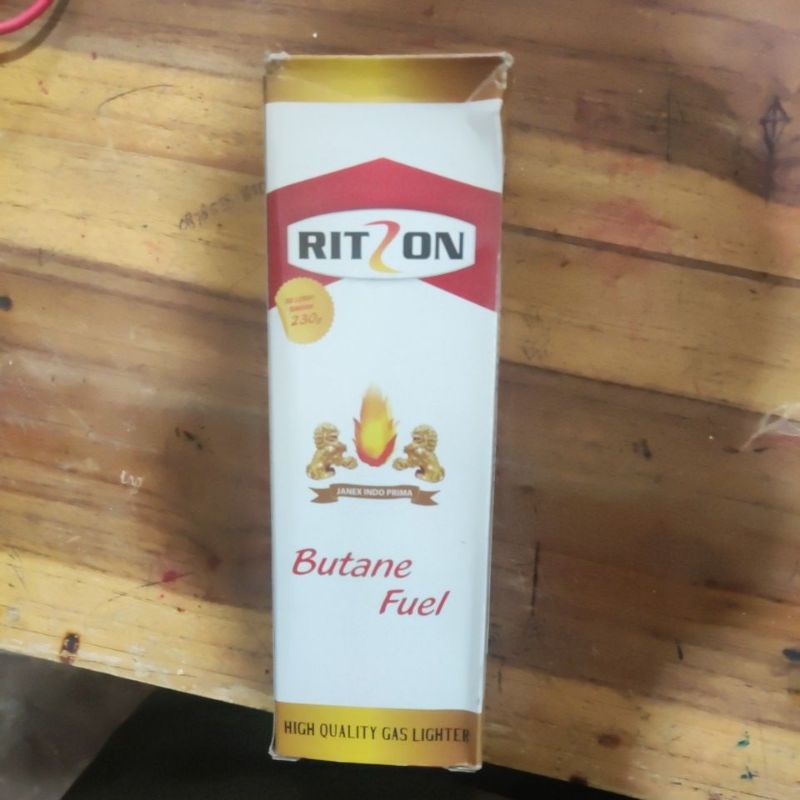 RITZON
230g
JANEX INDO PRIMA
Butane
Fuel
HIGH QUALITY GAS LIGHTER